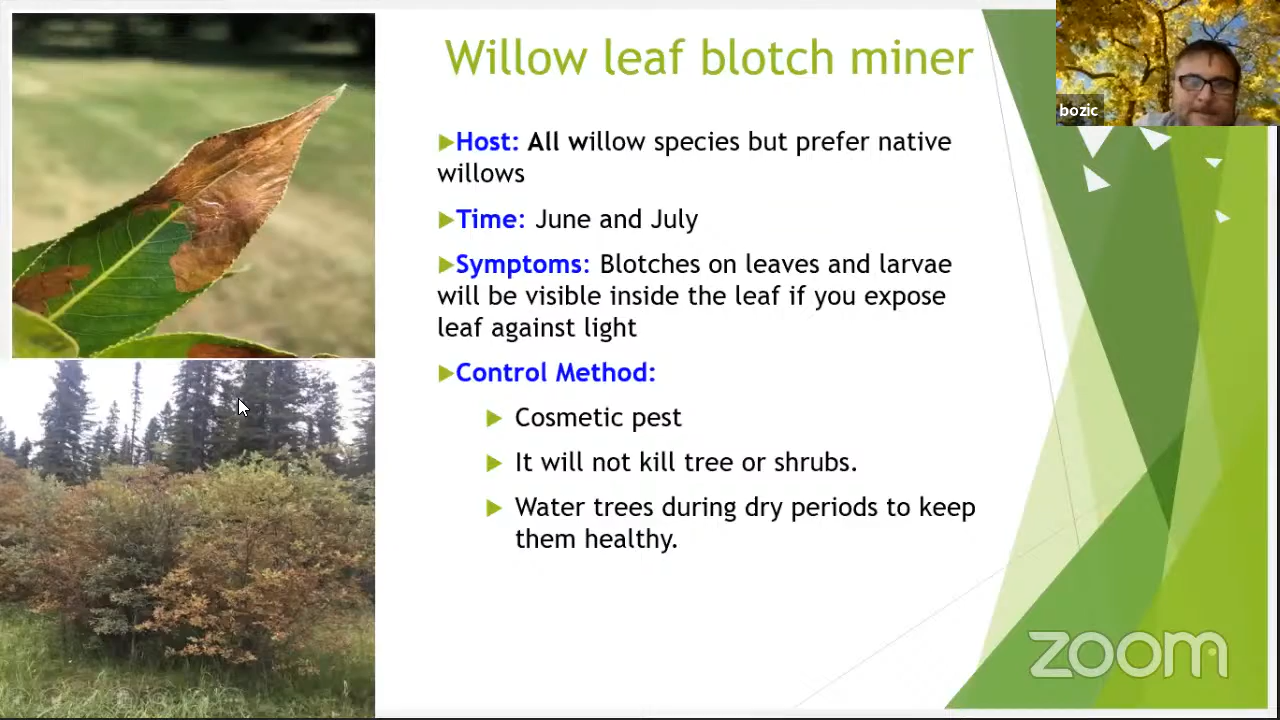 Willow leaf blotch miner
bozic
Host: All willow species but prefer native
willows
Time: June and July
Symptoms: Blotches on leaves and larvae
will be visible inside the leaf if you expose
leaf against light
Control Method:
Cosmetic pest
It will not kill tree or shrubs.
Water trees during dry periods to keep
them healthy.
zoom